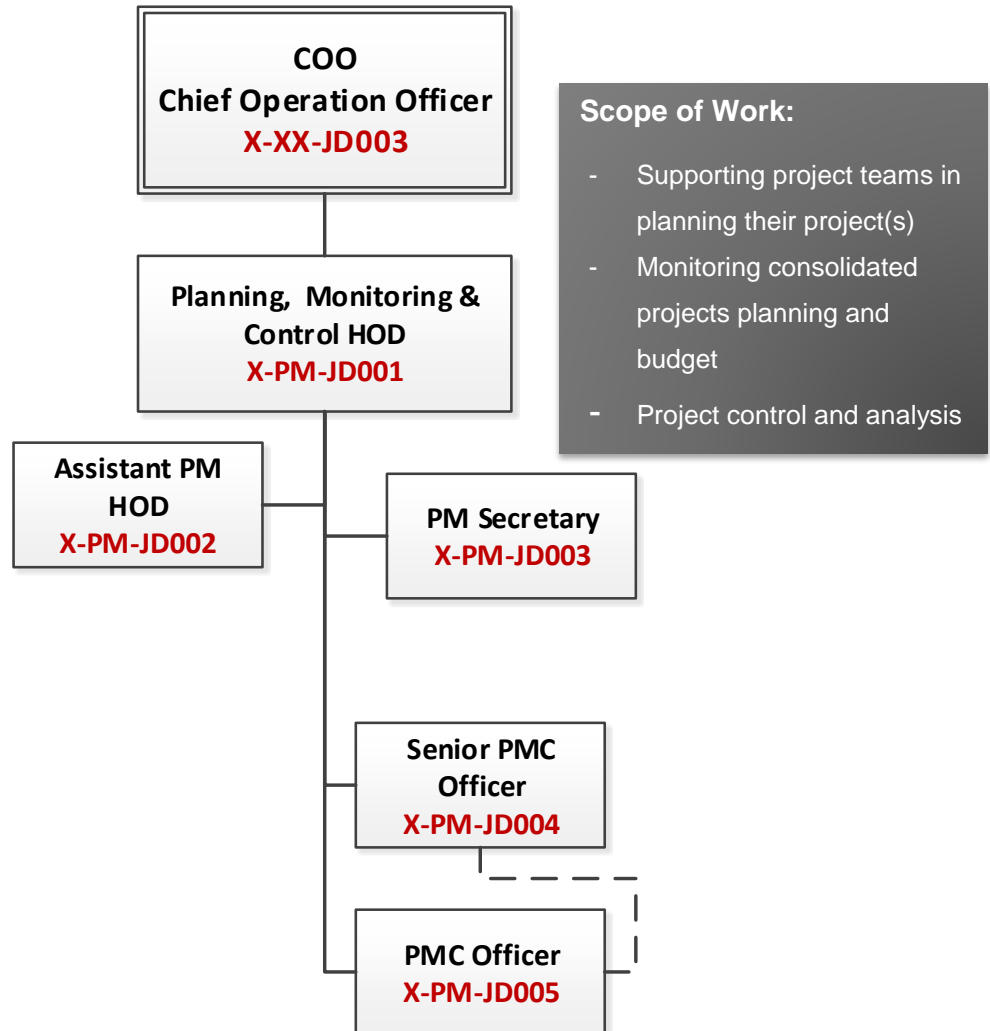 COO
Chief Operation Officer
X-XX-JD003
Scope of Work:
- Supporting project teams in
planning their project(s)
- Monitoring consolidated
projects planning and
budget
- Project control and analysis
Planning, Monitoring &
Control HOD
X-PM-JD001
Assistant PM
HOD
X-PM-JD002
PM Secretary
X-PM-JD003
Senior PMC
Officer
X-PM-JD004
PMC Officer
X-PM-JD005